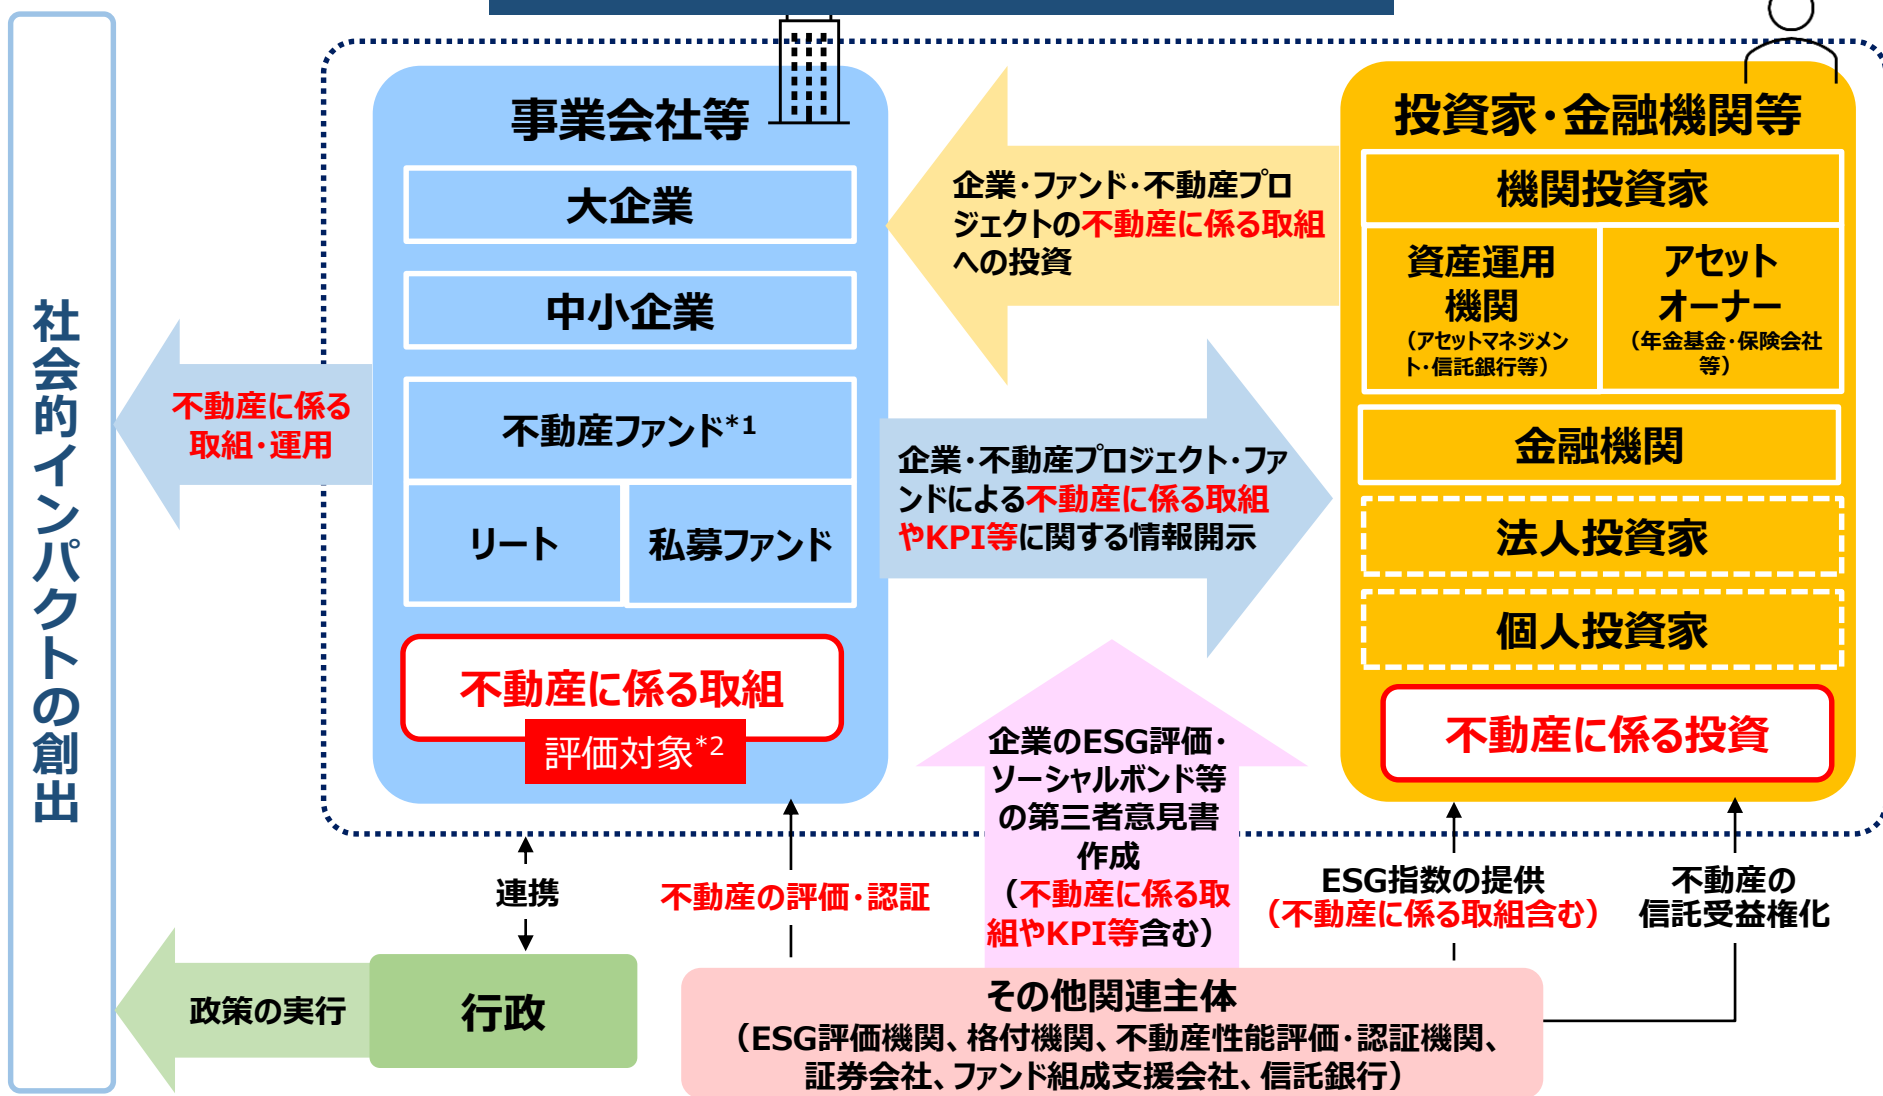 社会的インパクトの創出
事業会社等
大企業
中小企業
不動産ファンド*1
リート
私募ファンド
不動産に係る取組
評価対象*2
不動産に係る
取組・運用
企業・ファンド・不動産プロ
ジェクトの不動産に係る取組
への投資
企業・不動産プロジェクト・ファ
ンドによる不動産に係る取組
やKPI等に関する情報開示
投資家・金融機関等
機関投資家
資産運用
機関
（アセットマネジメン
ト・信託銀行等）
アセット
オーナー
（年金基金・保険会社
等）
金融機関
法人投資家
個人投資家
不動産に係る投資
連携
不動産の評価・認証
企業のESG評価・
ソーシャルボンド等
の第三者意見書
作成
（不動産に係る取
組やKPI等含む）
ESG指数の提供
（不動産に係る取組含む）
不動産の
信託受益権化
政策の実行
行政
その他関連主体
（ESG評価機関、格付機関、不動産性能評価・認証機関、
証券会社、ファンド組成支援会社、信託銀行）